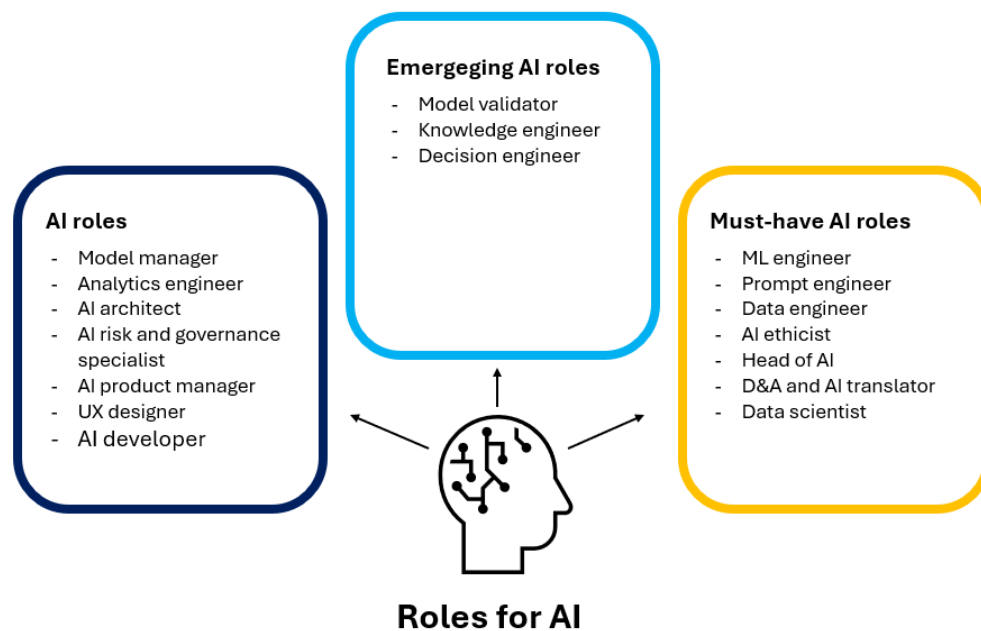 Emergeging AI roles
- Model validator
- Knowledge engineer
- Decision engineer
AI roles
- Model manager
- Analytics engineer
- AI architect
- AI risk and governance
specialist
- AI product manager
- UX designer
- AI developer
Must-have AI roles
- ML engineer
- Prompt engineer
- Data engineer
- AI ethicist
- Head of AI
- D&A and AI translator
- Data scientist
Roles for AI